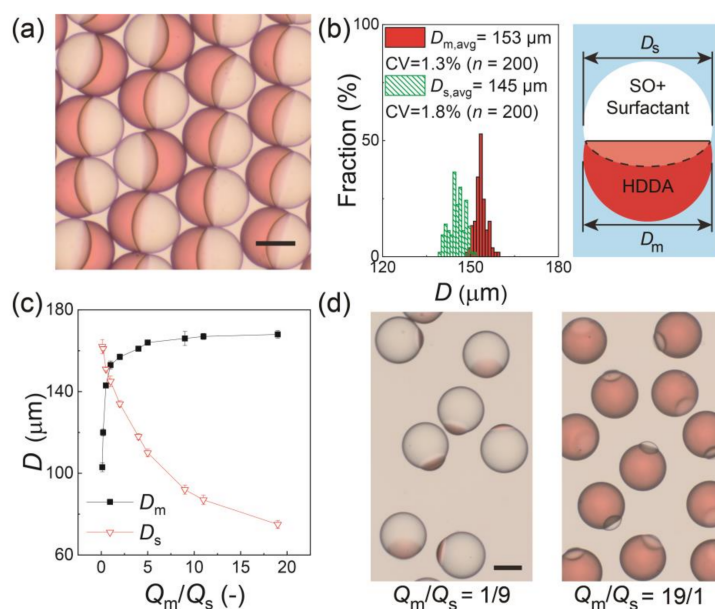 (a)
(b)
100
50
0
Fraction (%)
D_m,avg = 153 μm
CV=1.3% (n = 200)
D_s,avg = 145 μm
CV=1.8% (n = 200)
120
150
180
D (μm)
D_s
SO+
Surfactant
HDDA
D_m
(c)
180
140
100
60
D (μm)
D_m
D_s
0
5
10
15
20
Q_m/Q_s (-)
(d)
Q_m/Q_s = 1/9
Q_m/Q_s = 19/1